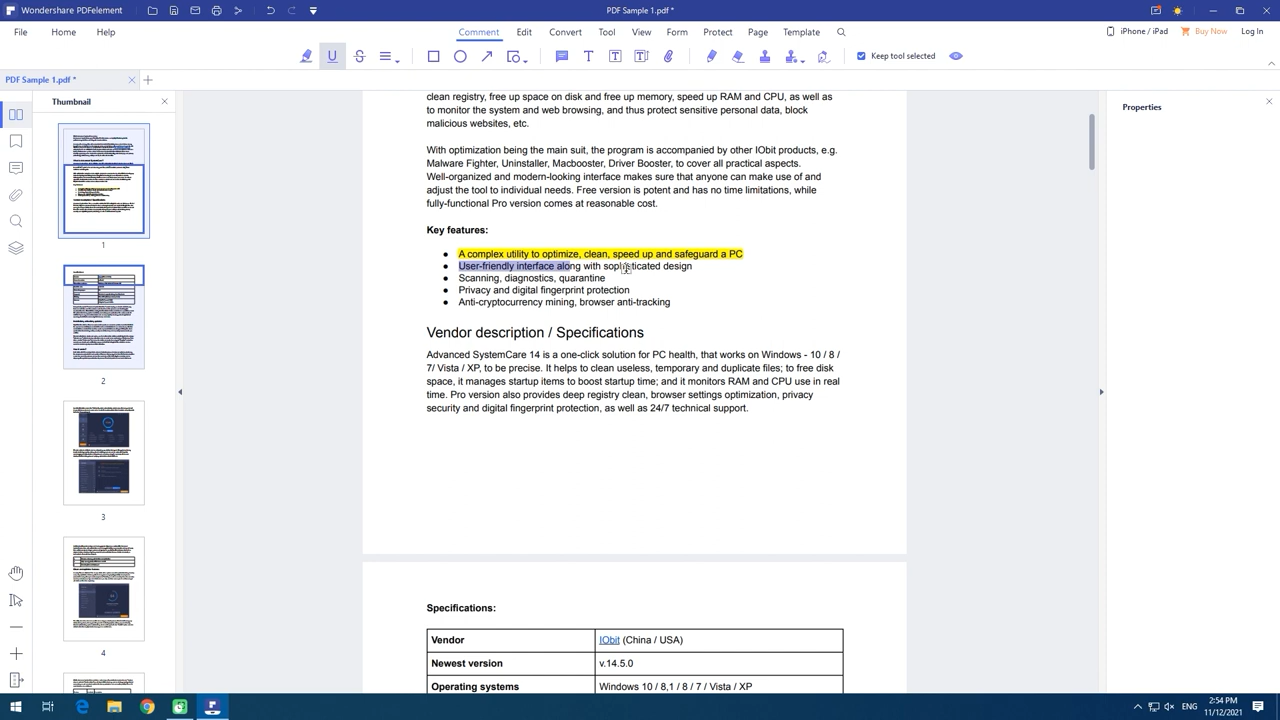 Wondershare PDFelement
PDF Sample 1.pdf *
File
Home
Help
Comment
Edit
Convert
Tool
View
Form
Protect
Page
Template
iPhone / iPad
Buy Now
Log In
U
T
T
T
Keep tool selected
PDF Sample 1.pdf *
Thumbnail
Properties
1
2
3
4
clean registry, free up space on disk and free up memory, speed up RAM and CPU, as well as
to monitor the system and web browsing, and thus protect sensitive personal data, block
malicious websites, etc.
With optimization being the main suit, the program is accompanied by other IObit products, e.g.
Malware Fighter, Uninstaller, Macbooster, Driver Booster, to cover all practical aspects.
Well-organized and modern-looking interface makes sure that anyone can make use of and
adjust the tool to individual needs. Free version is potent and has no time limitations, while
fully-functional Pro version comes at reasonable cost.
Key features:
● A complex utility to optimize, clean, speed up and safeguard a PC
● User-friendly interface along with sophisticated design
● Scanning, diagnostics, quarantine
● Privacy and digital fingerprint protection
● Anti-cryptocurrency mining, browser anti-tracking
Vendor description / Specifications
Advanced SystemCare 14 is a one-click solution for PC health, that works on Windows - 10 / 8 /
7/ Vista / XP, to be precise. It helps to clean useless, temporary and duplicate files; to free disk
space, it manages startup items to boost startup time; and it monitors RAM and CPU use in real
time. Pro version also provides deep registry clean, browser settings optimization, privacy
security and digital fingerprint protection, as well as 24/7 technical support.
Specifications:
Vendor IObit (China / USA)
Newest version v.14.5.0
Operating systems Windows 10 / 8,1 / 8 / 7 / Vista / XP
ENG
2:54 PM
11/12/2021